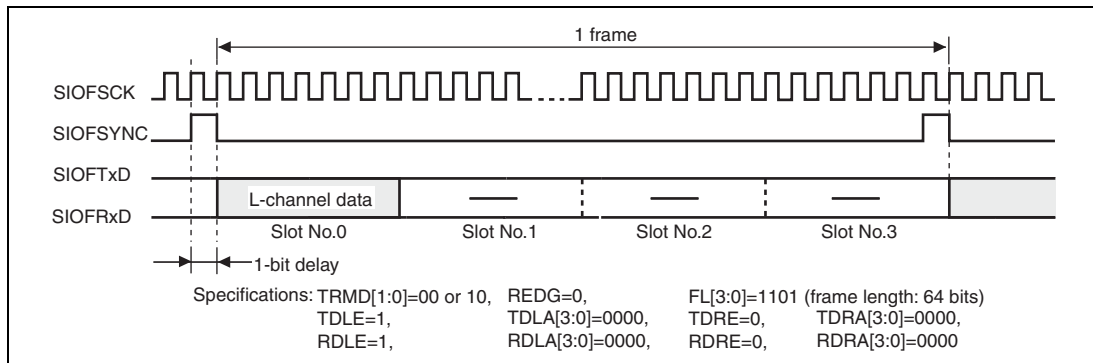 1 frame
SIOFSCK
SIOFSYNC
SIOFTxD
L-channel data
SIOFRxD
Slot No.0 Slot No.1 Slot No.2 Slot No.3
1-bit delay
Specifications: TRMD[1:0]=00 or 10, REDG=0, FL[3:0]=1101 (frame length: 64 bits)
TDLE=1, TDLA[3:0]=0000, TDRE=0, TDRA[3:0]=0000,
RDLE=1, RDLA[3:0]=0000, RDRE=0, RDRA[3:0]=0000